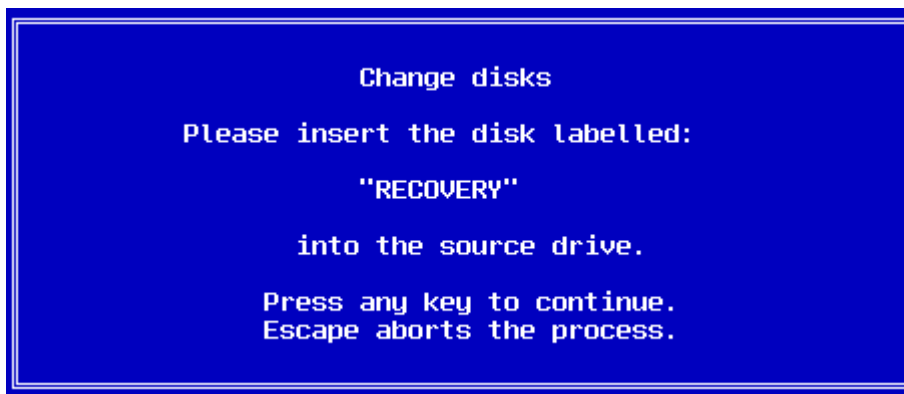 Change disks
Please insert the disk labelled:
"RECOVERY"
into the source drive.
Press any key to continue.
Escape aborts the process.